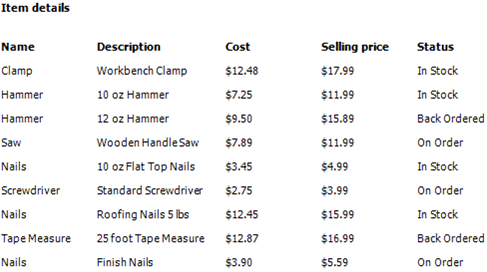 Item details
Name Description Cost Selling price Status
Clamp Workbench Clamp $12.48 $17.99 In Stock
Hammer 10 oz Hammer $7.25 $11.99 In Stock
Hammer 12 oz Hammer $9.50 $15.89 Back Ordered
Saw Wooden Handle Saw $7.89 $11.99 On Order
Nails 10 oz Flat Top Nails $3.45 $4.99 In Stock
Screwdriver Standard Screwdriver $2.75 $3.99 On Order
Nails Roofing Nails 5 lbs $12.45 $15.99 In Stock
Tape Measure 25 foot Tape Measure $12.87 $16.99 Back Ordered
Nails Finish Nails $3.90 $5.59 On Order